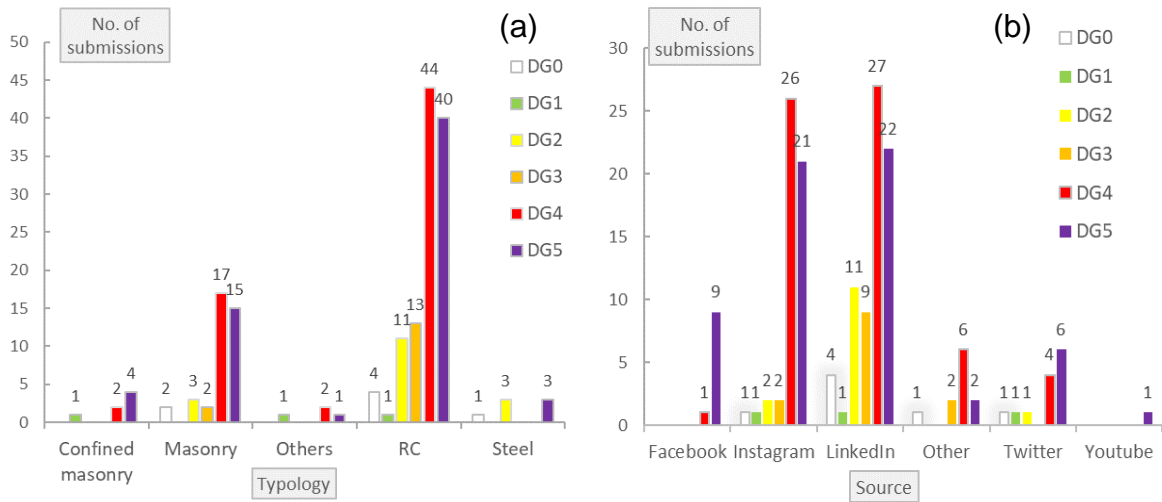 No. of
submissions
(a)
50
45
40
35
30
25
20
15
10
5
0
1
2
4
2
3
2
17
15
1
2
1
4
1
11
13
44
40
1
3
3
DG0
DG1
DG2
DG3
DG4
DG5
Confined
masonry
Masonry
Others
RC
Steel
Typology
No. of
submissions
(b)
30
25
20
15
10
5
0
1
9
1
1
2
2
26
21
4
1
11
9
27
22
1
2
6
2
1
1
1
4
6
1
DG0
DG1
DG2
DG3
DG4
DG5
Facebook
Instagram
LinkedIn
Other
Twitter
Youtube
Source